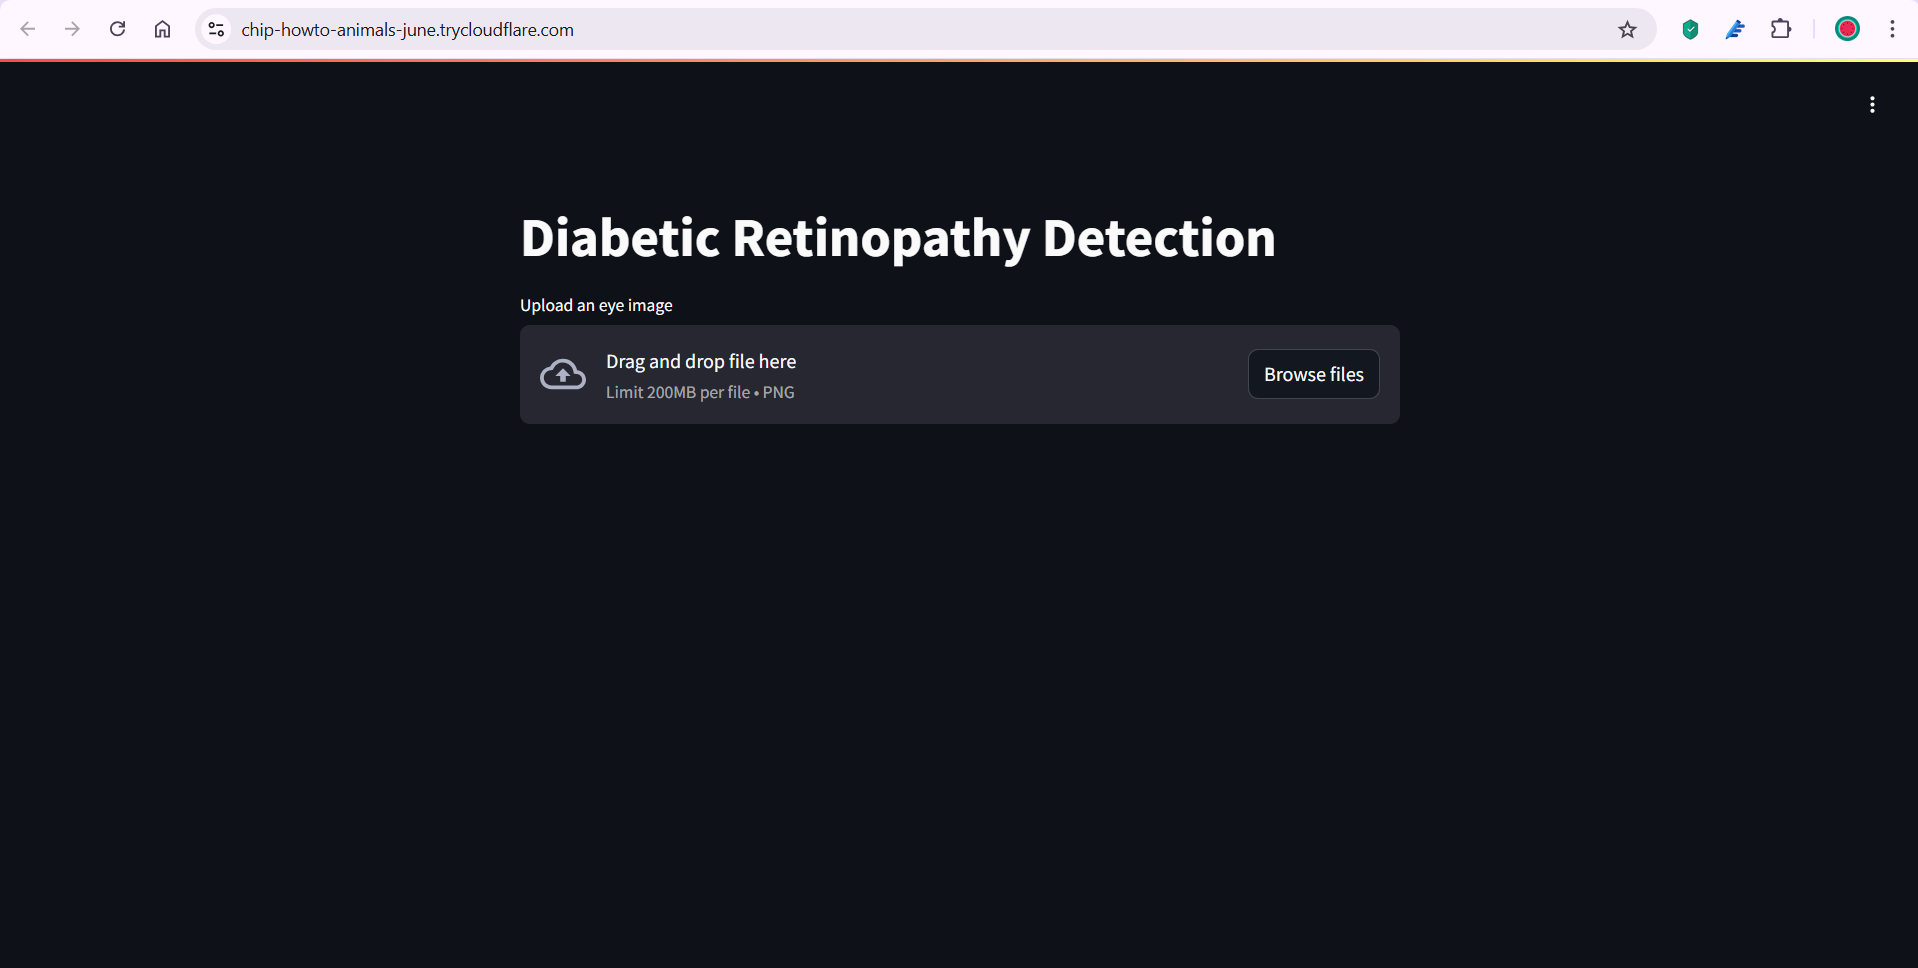 chip-howto-animals-june.trycloudflare.com
Diabetic Retinopathy Detection
Upload an eye image
Drag and drop file here
Limit 200MB per file • PNG
Browse files